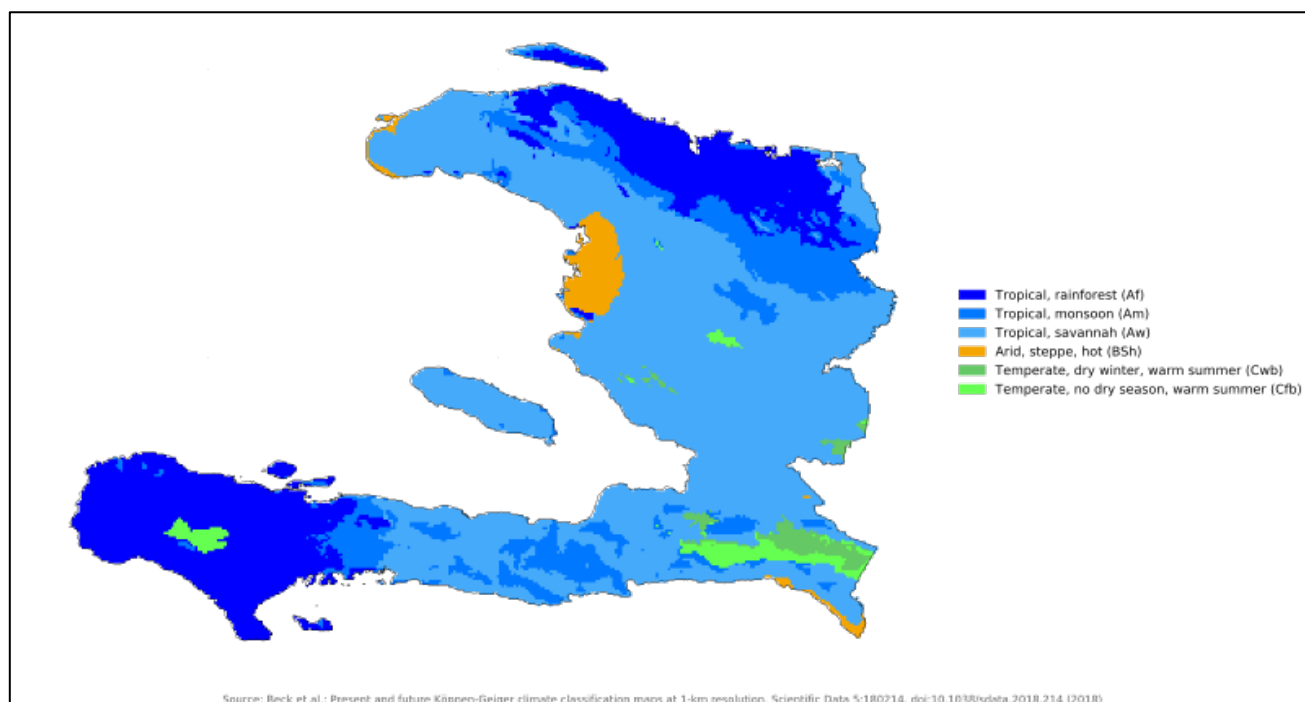 Tropical, rainforest (Af)
Tropical, monsoon (Am)
Tropical, savannah (Aw)
Arid, steppe, hot (BSh)
Temperate, dry winter, warm summer (Cwb)
Temperate, no dry season, warm summer (Cfb)
Source: Beck et al.: Present and future Köppen-Geiger climate classification maps at 1-km resolution, Scientific Data 5:180214, doi:10.1038/sdata.2018.214 (2018)